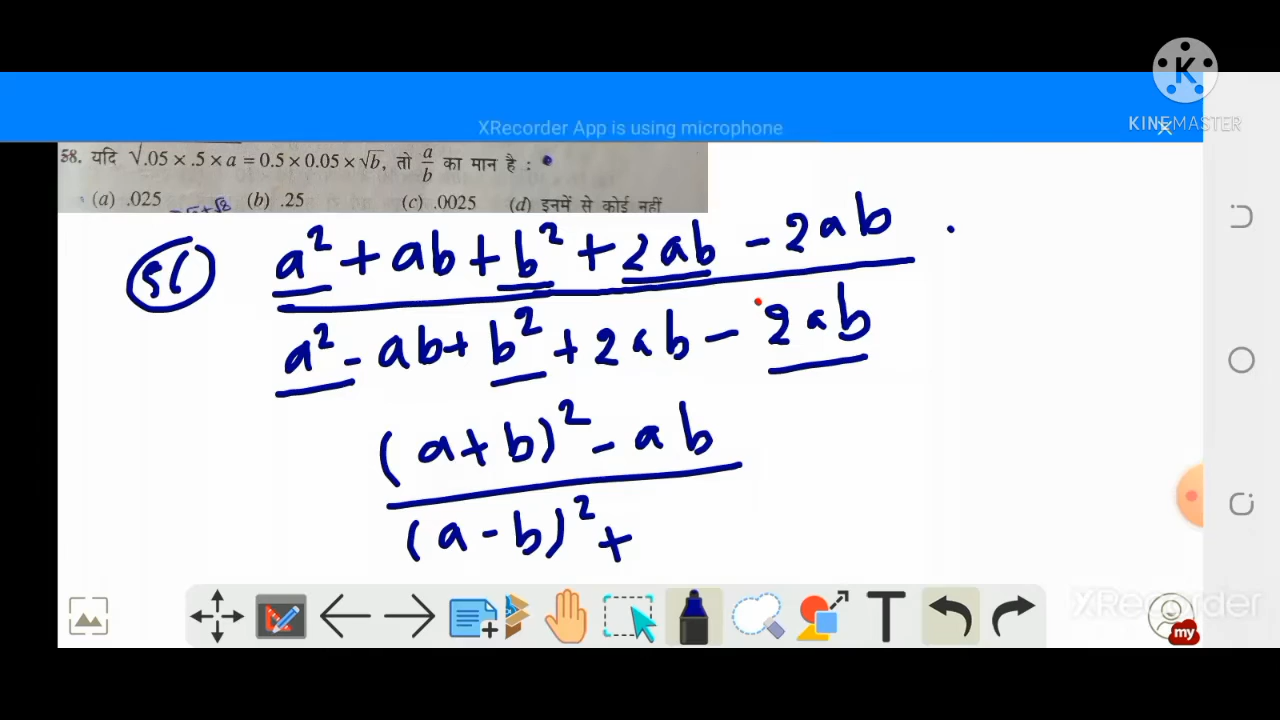 KINEMASTER
XRecorder App is using microphone
58. यदि √.05 × .5 × a = 0.5 × 0.05 × √b, तो a/b का मान है :
(a) .025 (b) .25 (c) .0025 (d) इनमें से कोई नहीं
a² + ab + b² + 2ab - 2ab
a² - ab + b² + 2ab - 2ab
(a+b)² - ab
(a-b)² +
XRecorder
my